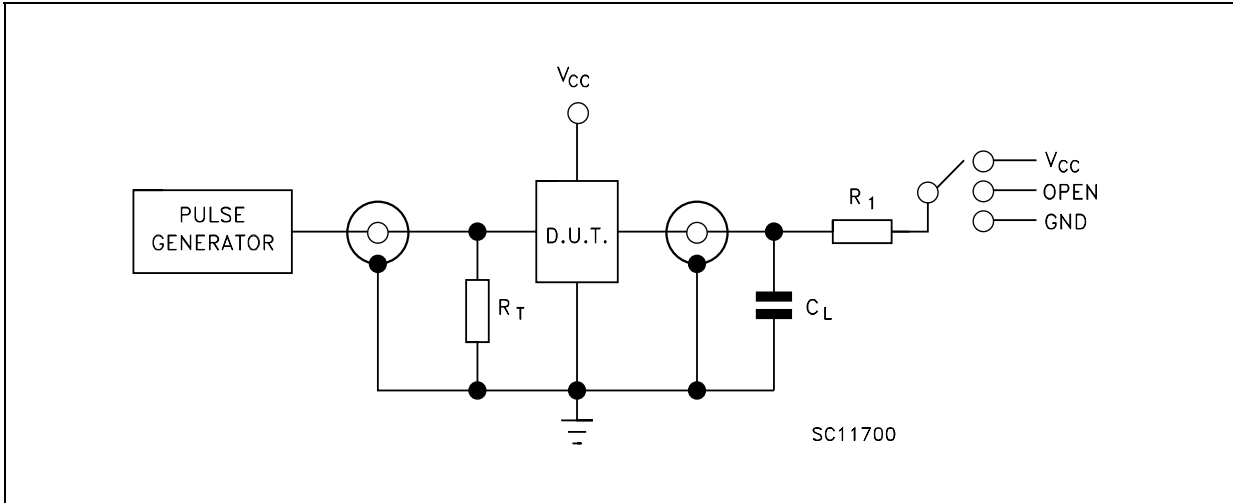 VCC
PULSE
GENERATOR
D.U.T.
RT
CL
R1
VCC
OPEN
GND
SC11700